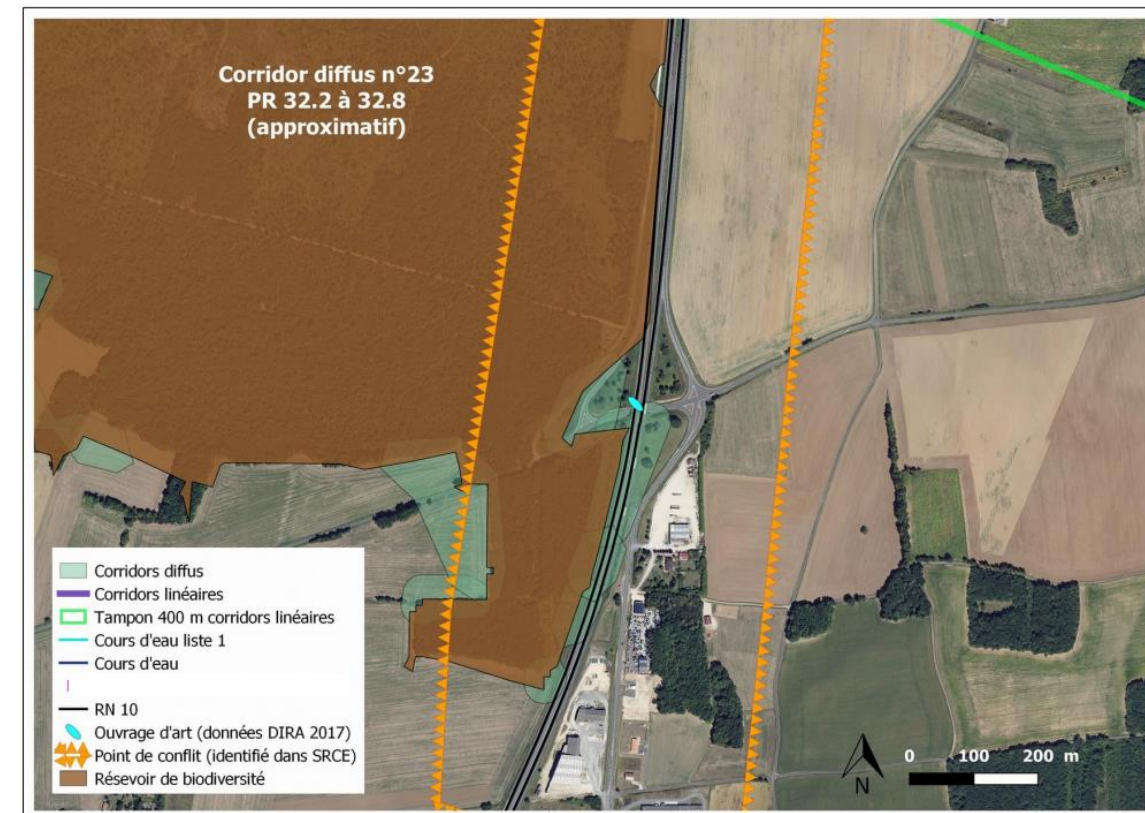 Corridor diffus n°23
PR 32.2 à 32.8
(approximatif)
Corridors diffus
Corridors linéaires
Tampon 400 m corridors linéaires
Cours d'eau liste 1
Cours d'eau
RN 10
Ouvrage d'art (données DIRA 2017)
Point de conflit (identifié dans SRCE)
Résevoir de biodiversité
0 100 200 m
N